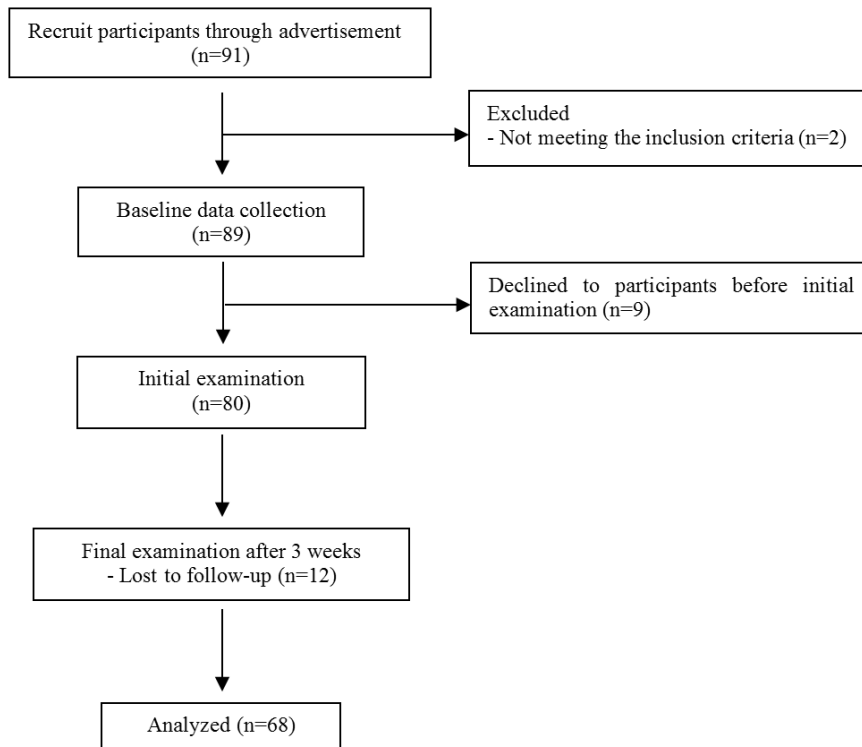 Recruit participants through advertisement
(n=91)
Excluded
- Not meeting the inclusion criteria (n=2)
Baseline data collection
(n=89)
Declined to participants before initial
examination (n=9)
Initial examination
(n=80)
Final examination after 3 weeks
- Lost to follow-up (n=12)
Analyzed (n=68)